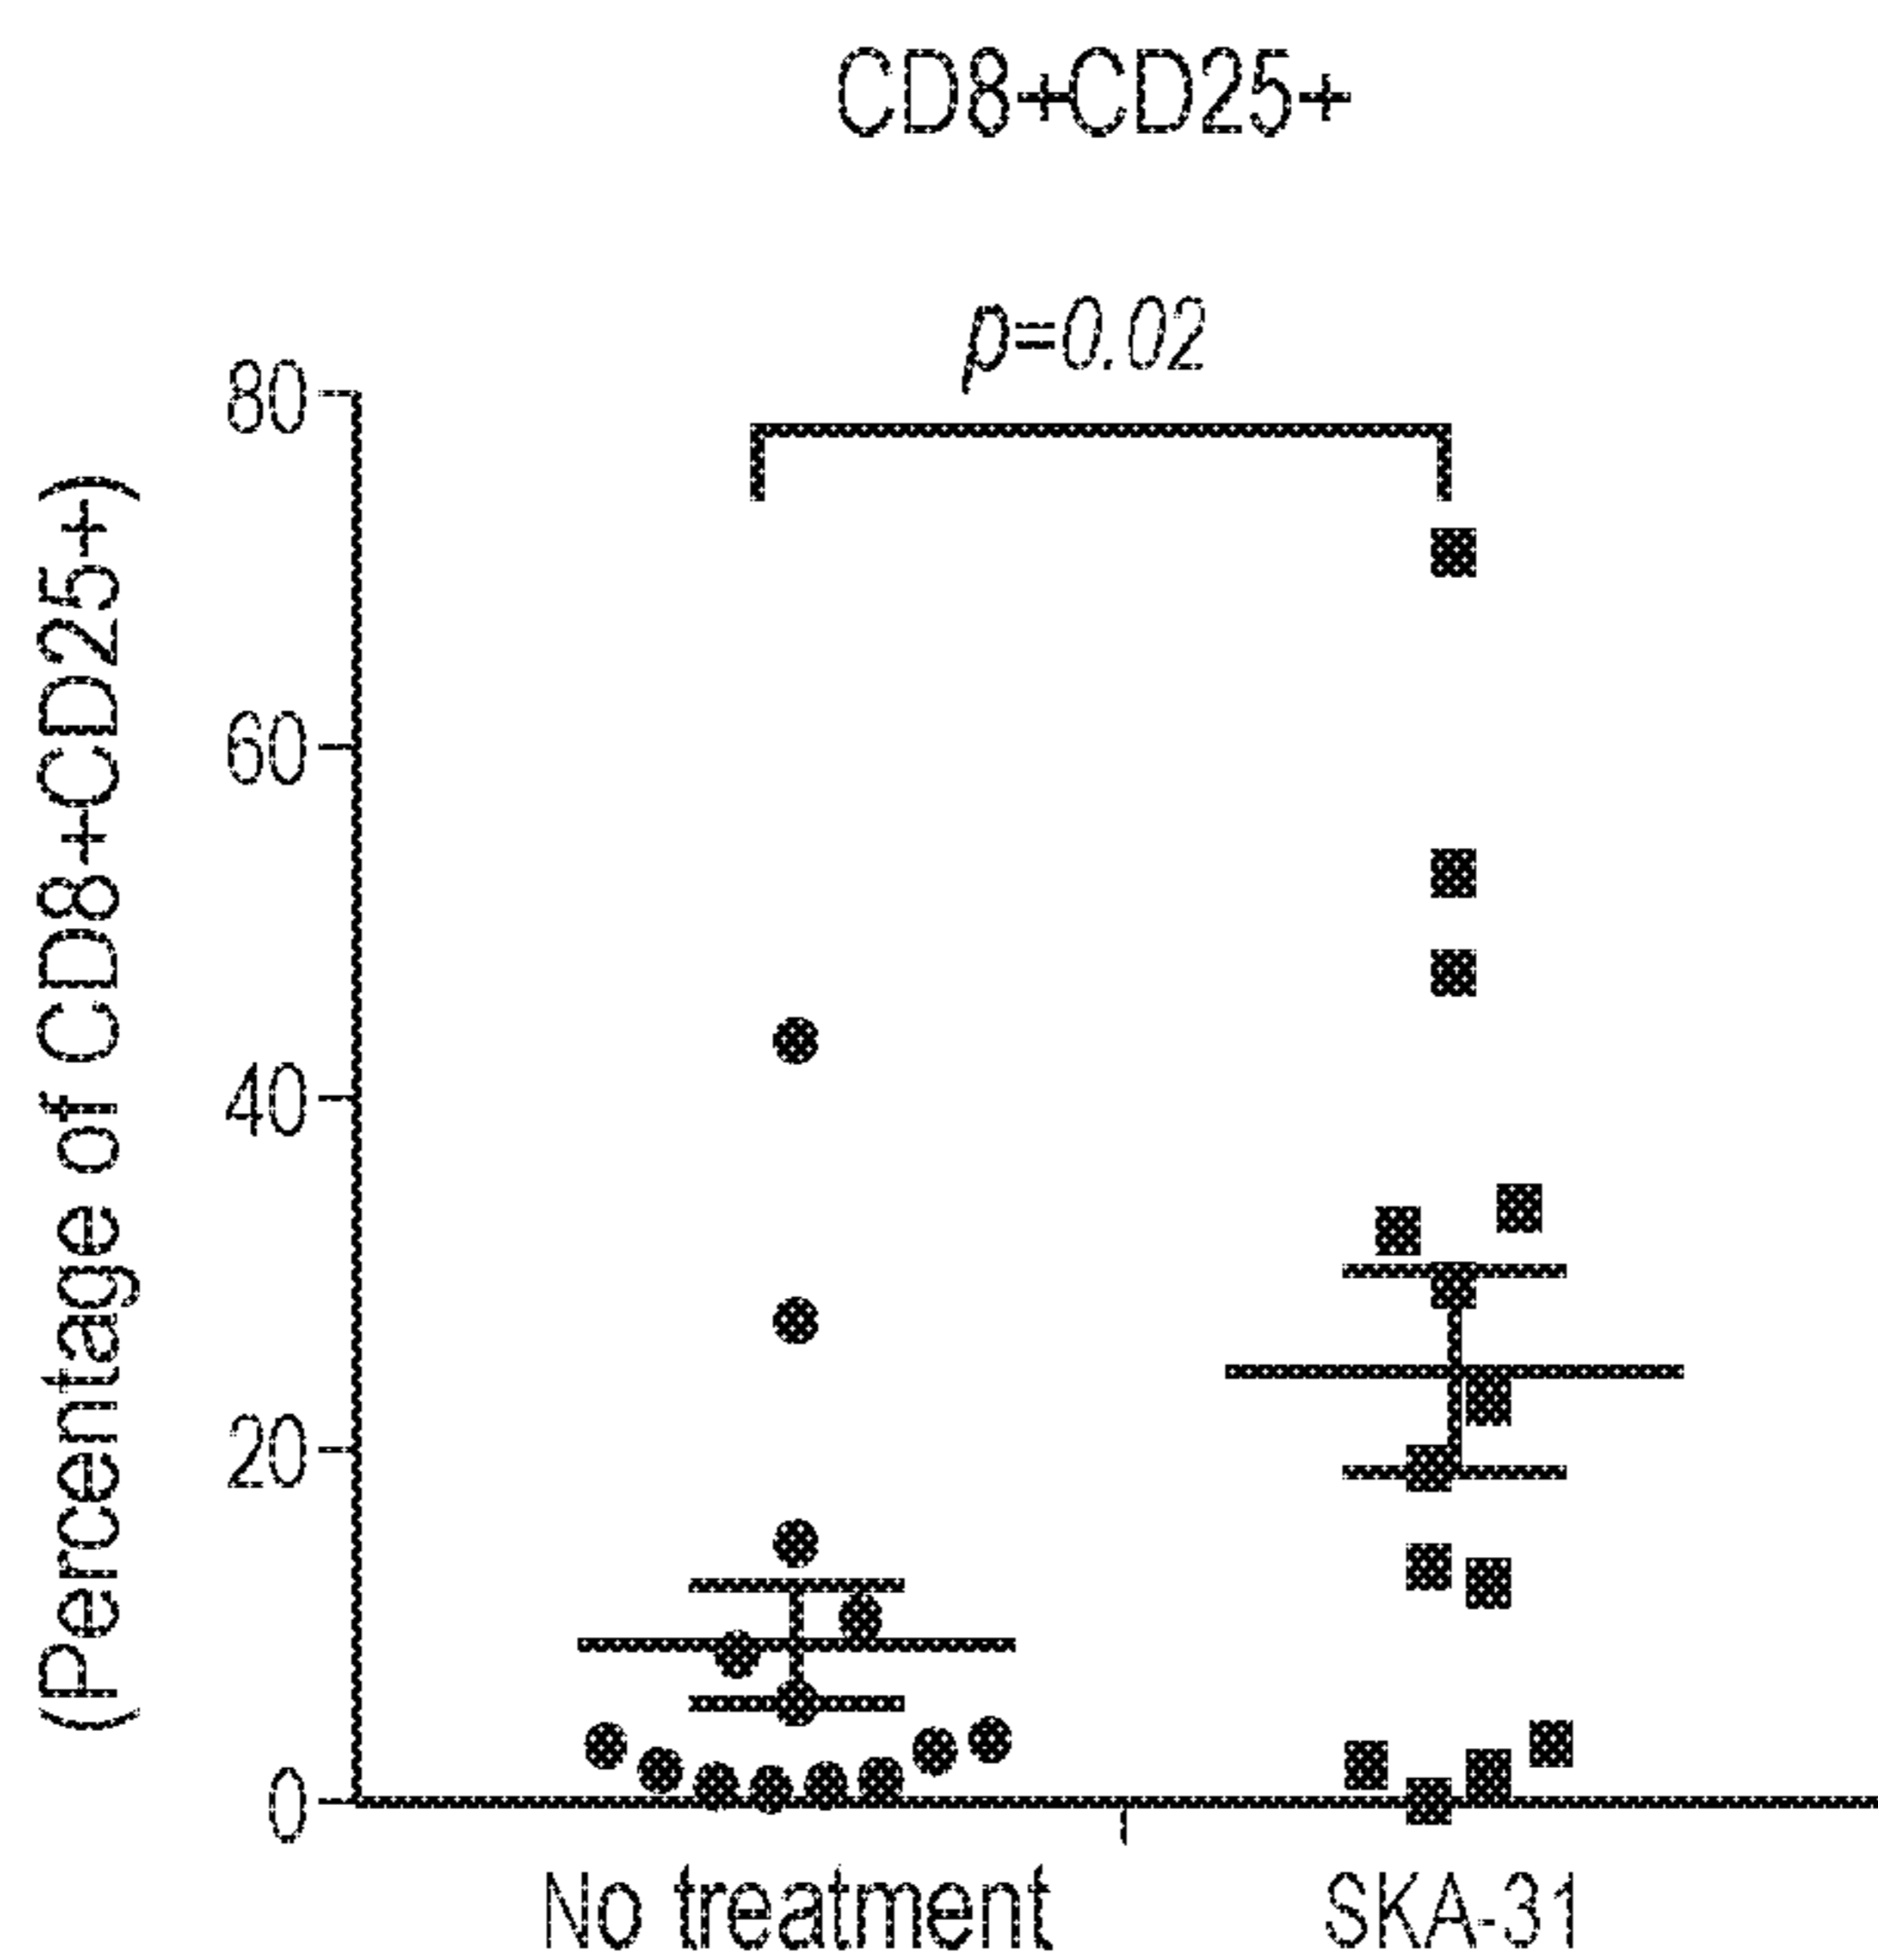 CD8+CD25+
p=0.02
(Percentage of CD8+CD25+)
80
60
40
20
0
No treatment
SKA-31